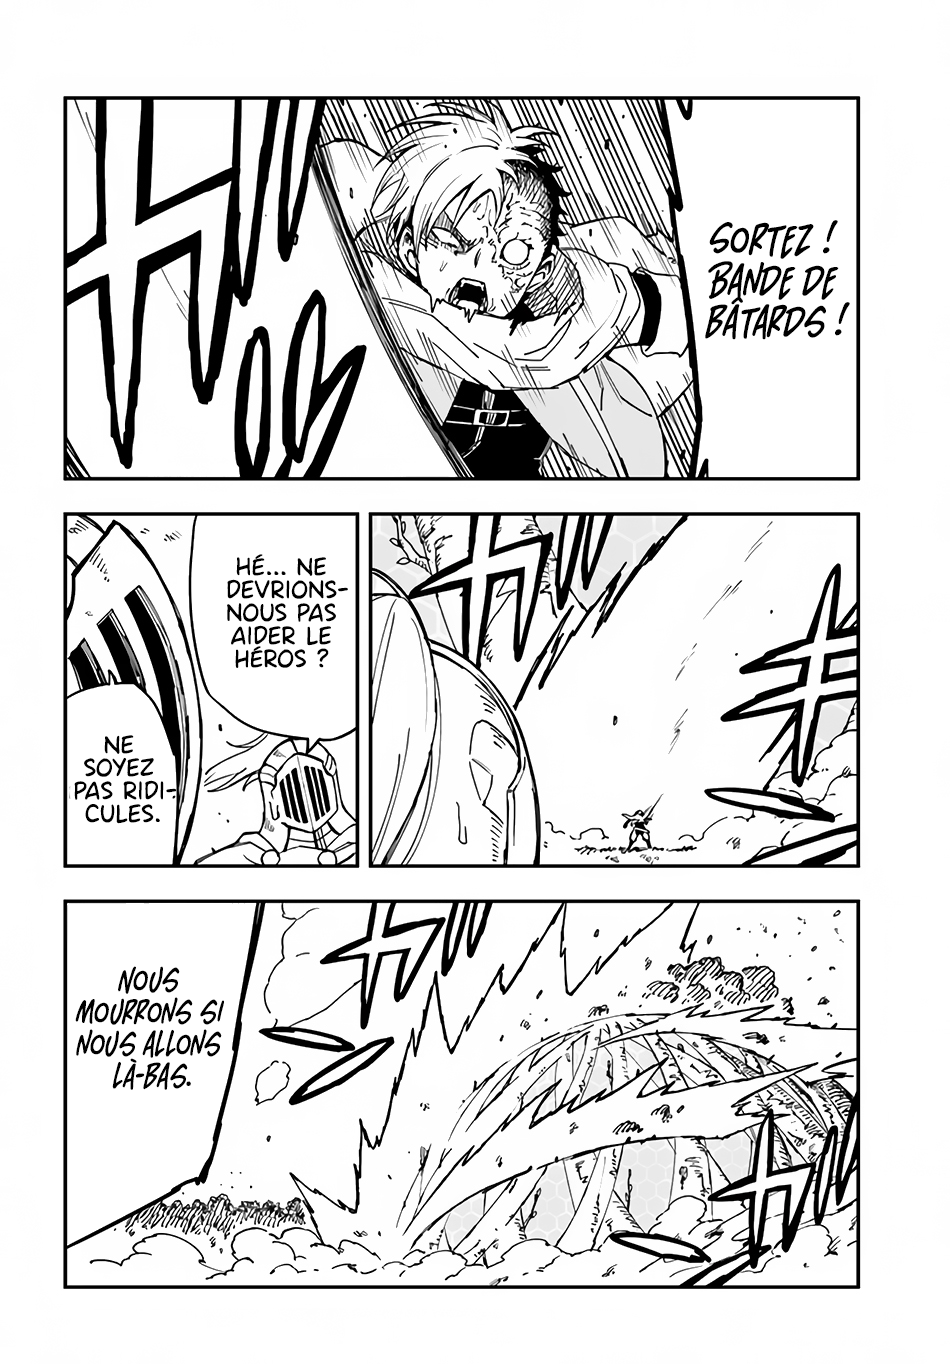 SORTEZ !
BANDE DE
BÂTARDS !
HÉ... NE
DEVRIONS-
NOUS PAS
AIDER LE
HÉROS ?
NE
SOYEZ
PAS RIDI-
CULES.
NOUS
MOURRONS SI
NOUS ALLONS
LÀ-BAS.